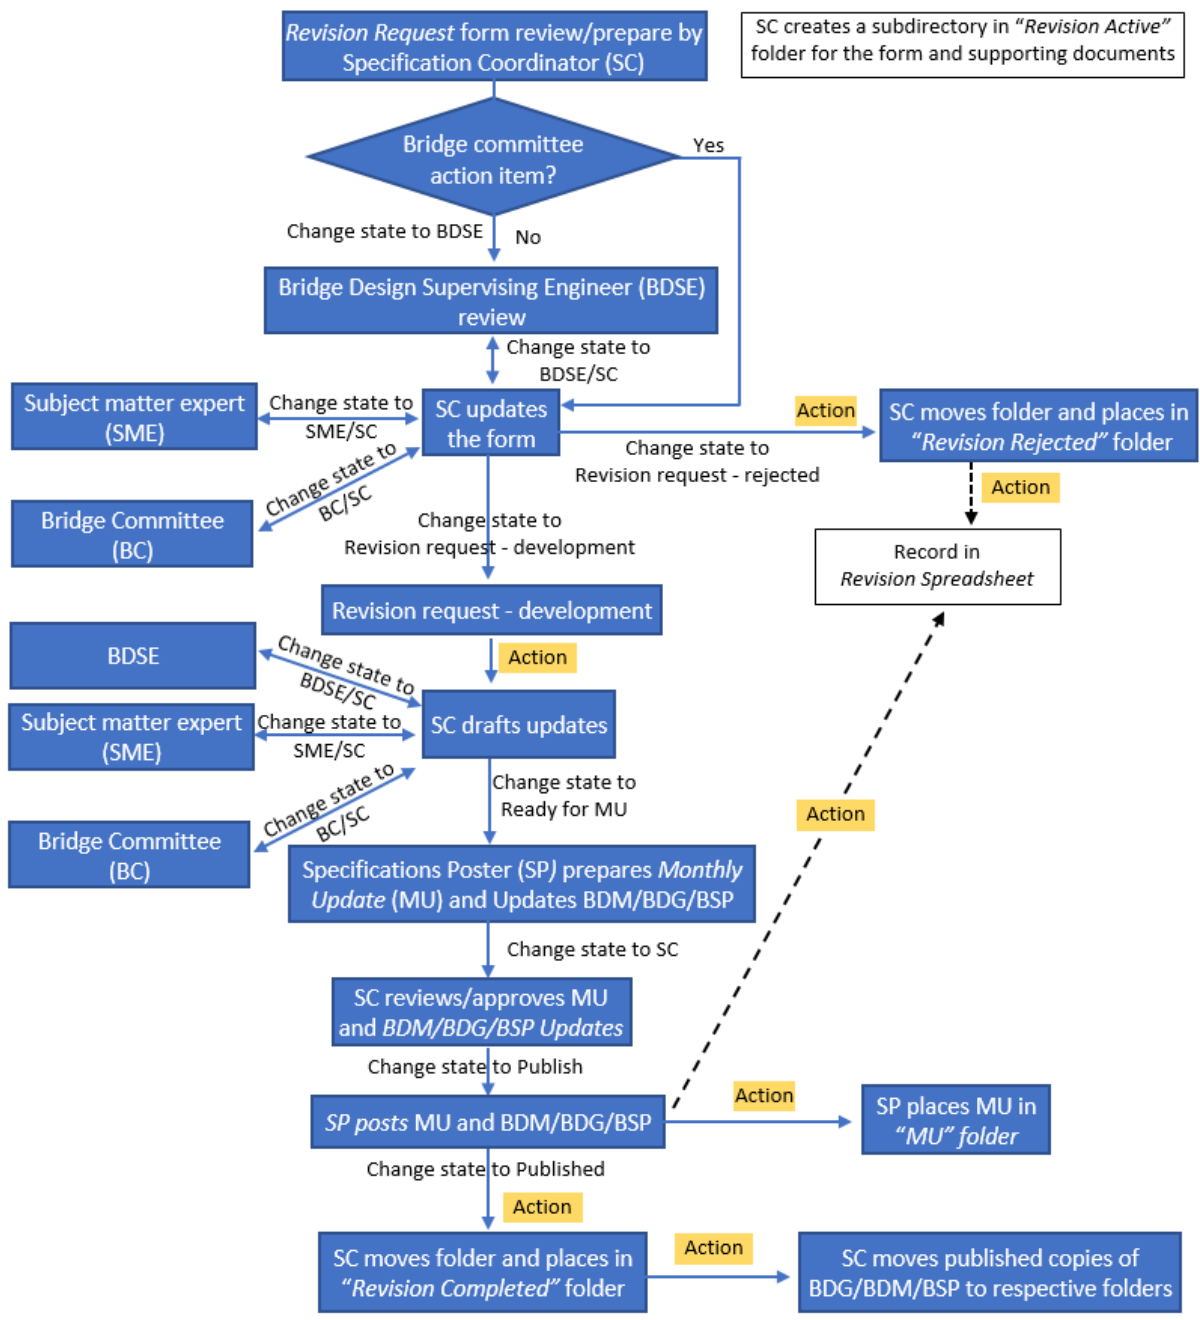 Revision Request form review/prepare by
Specification Coordinator (SC)
SC creates a subdirectory in “Revision Active”
folder for the form and supporting documents
Bridge committee
action item?
Yes
Change state to BDSE
No
Bridge Design Supervising Engineer (BDSE)
review
Change state to
BDSE/SC
Subject matter expert
(SME)
Change state to
SME/SC
SC updates
the form
Action
Change state to
Revision request - rejected
SC moves folder and places in
“Revision Rejected” folder
Action
Change state to
BC/SC
Bridge Committee
(BC)
Change state to
Revision request - development
Record in
Revision Spreadsheet
Revision request - development
Action
BDSE
Change state to
BDSE/SC
Subject matter expert
(SME)
Change state to
SME/SC
SC drafts updates
Change state to
BC/SC
Bridge Committee
(BC)
Change state to
Ready for MU
Action
Specifications Poster (SP) prepares Monthly
Update (MU) and Updates BDM/BDG/BSP
Change state to SC
SC reviews/approves MU
and BDM/BDG/BSP Updates
Change state to Publish
SP posts MU and BDM/BDG/BSP
Action
SP places MU in
“MU” folder
Change state to Published
Action
SC moves folder and places in
“Revision Completed” folder
Action
SC moves published copies of
BDG/BDM/BSP to respective folders